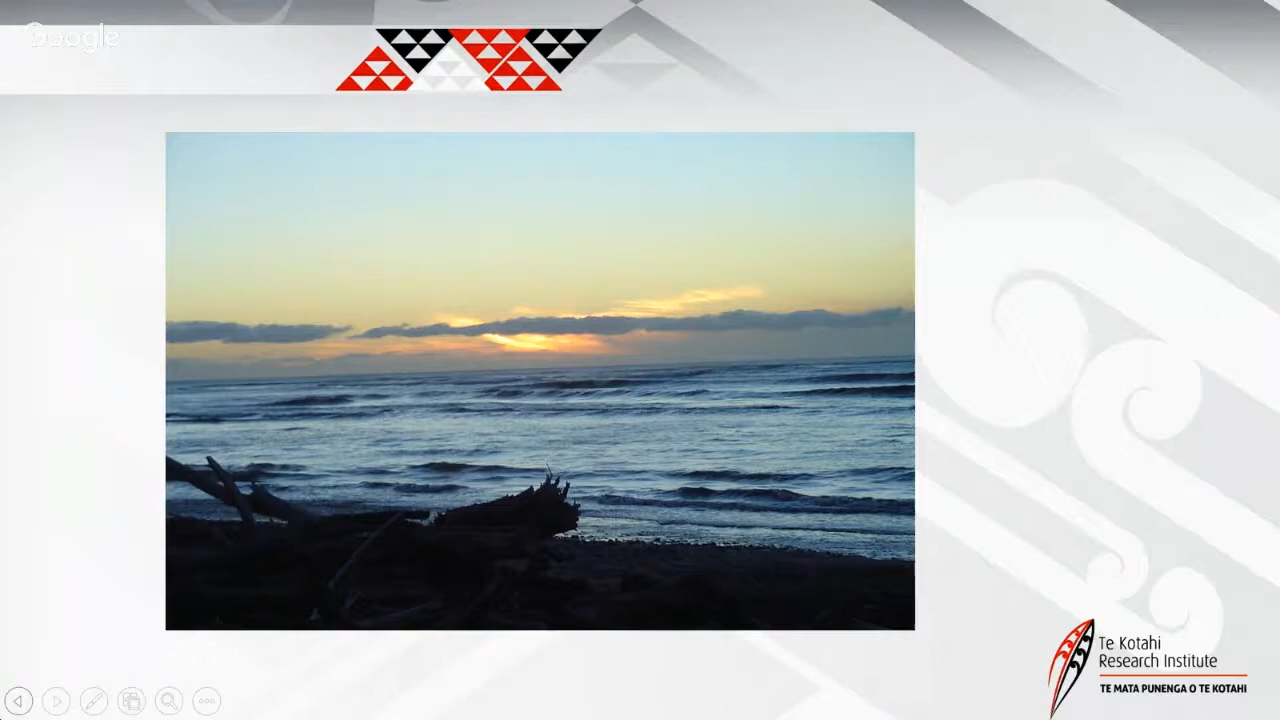 Google
Te Kotahi
Research Institute
TE MATA PUNENGA O TE KOTAHI